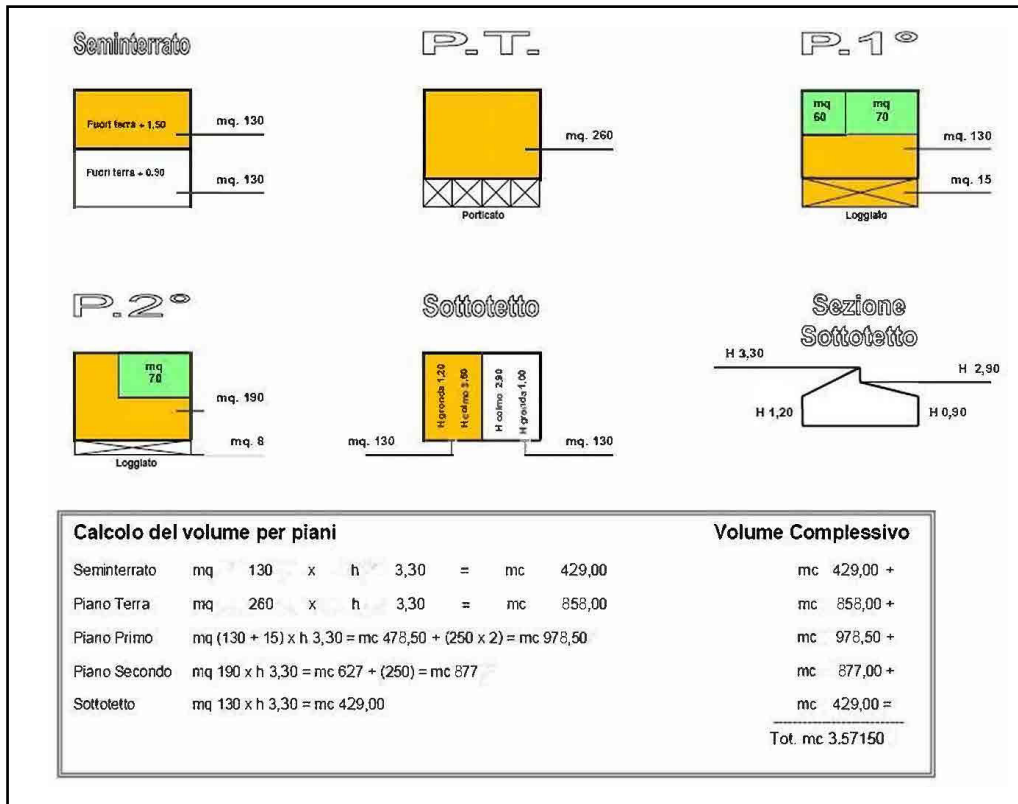 Seminterrato
P.T.
P.1°
Fuori terra + 1,50
mq. 130
Fuori terra + 0.90
mq. 130
mq. 260
Porticato
mq
60
mq
70
mq. 130
mq. 15
Loggiato
P.2°
Sottotetto
Sezione
Sottotetto
mq
70
mq. 190
mq. 8
Loggiato
H gronda 1,20
H colmo 3,60
H colmo 2,90
H gronda 1,00
mq. 130
mq. 130
H 3,30
H 2,90
H 1,20
H 0,90
Calcolo del volume per piani
Volume Complessivo
Seminterrato mq 130 x h 3,30 = mc 429,00
mc 429,00 +
Piano Terra mq 260 x h 3,30 = mc 858,00
mc 858,00 +
Piano Primo mq (130 + 15) x h 3,30 = mc 478,50 + (250 x 2) = mc 978,50
mc 978,50 +
Piano Secondo mq 190 x h 3,30 = mc 627 + (250) = mc 877
mc 877,00 +
Sottotetto mq 130 x h 3,30 = mc 429,00
mc 429,00 =
Tot. mc 3.57150